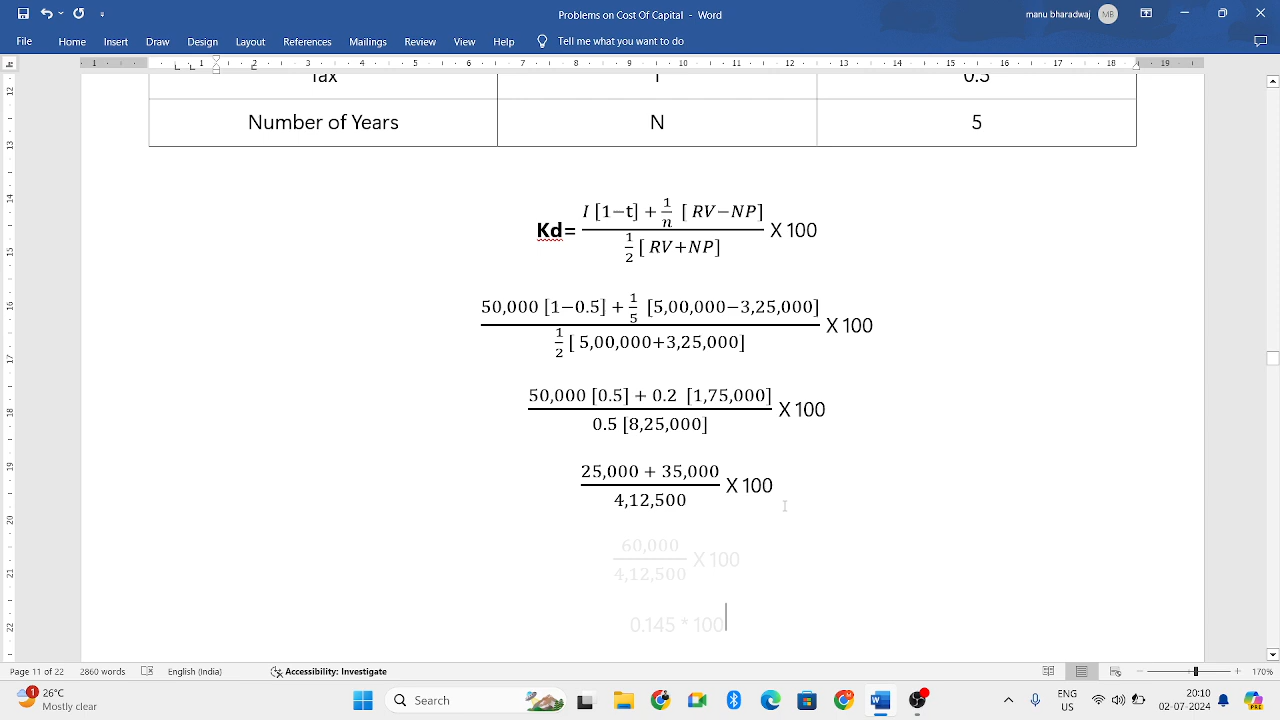 Problems on Cost Of Capital - Word
manu bharadwaj MB
File Home Insert Draw Design Layout References Mailings Review View Help Tell me what you want to do
Tax T 0.5
Number of Years N 5
Kd= I [1−t] + 1/n [ RV−NP] / 1/2 [ RV+NP] X 100
50,000 [1−0.5] + 1/5 [5,00,000−3,25,000] / 1/2 [ 5,00,000+3,25,000] X 100
50,000 [0.5] + 0.2 [1,75,000] / 0.5 [8,25,000] X 100
25,000 + 35,000 / 4,12,500 X 100
60,000 / 4,12,500 X 100
0.145 * 100
Page 11 of 22 2860 words English (India) Accessibility: Investigate 170%
1 26°C
Mostly clear
Search
ENG
US
20:10
02-07-2024